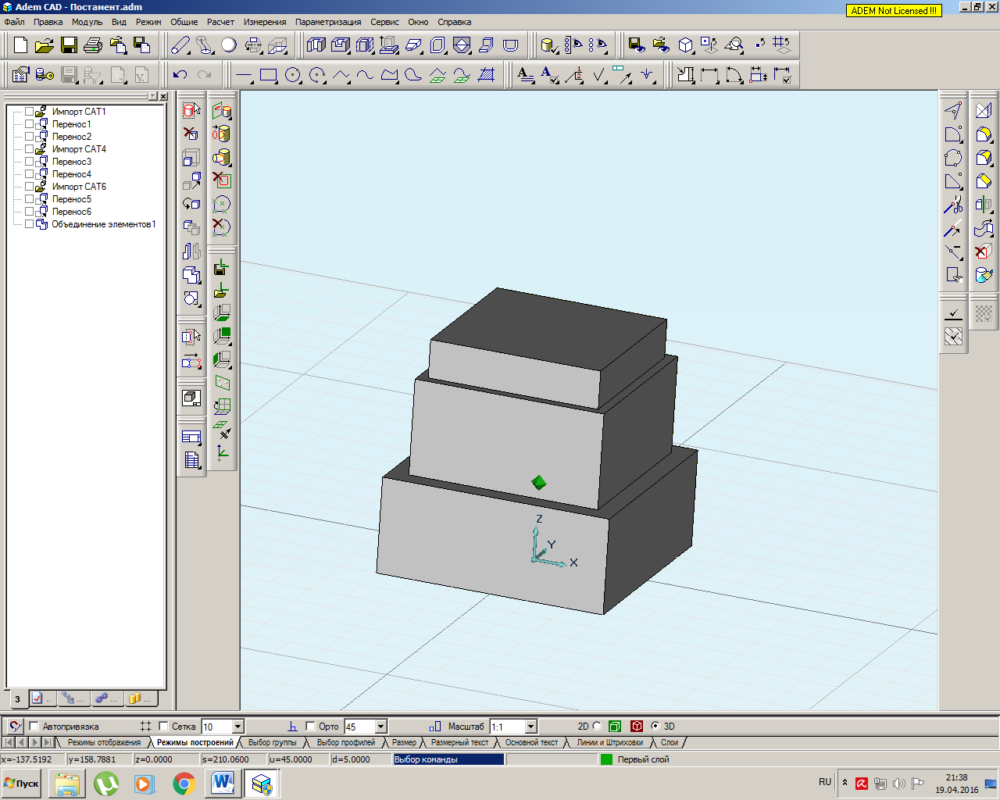 Adem CAD - Постамент.adm
ADEM Not Licensed !!!
Файл Правка Модуль Вид Режим Общие Расчет Измерения Параметризация Сервис Окно Справка
Импорт CAT1
Перенос1
Перенос2
Импорт CAT4
Перенос3
Перенос4
Импорт CAT6
Перенос5
Перенос6
Объединение элементов1
Z
Y
X
3 ... ... ... ...
Автопривязка Сетка 10 Орто 45 Масштаб 1:1 2D 3D
Режимы отображения Режимы построений Выбор группы Выбор профилей Размер Размерный текст Основной текст Линии и Штриховки Слои
x=-137.5192 y=158.7881 z=0.0000 s=210.0600 u=45.0000 d=5.0000 Выбор команды Первый слой
Пуск RU 21:38
19.04.2016